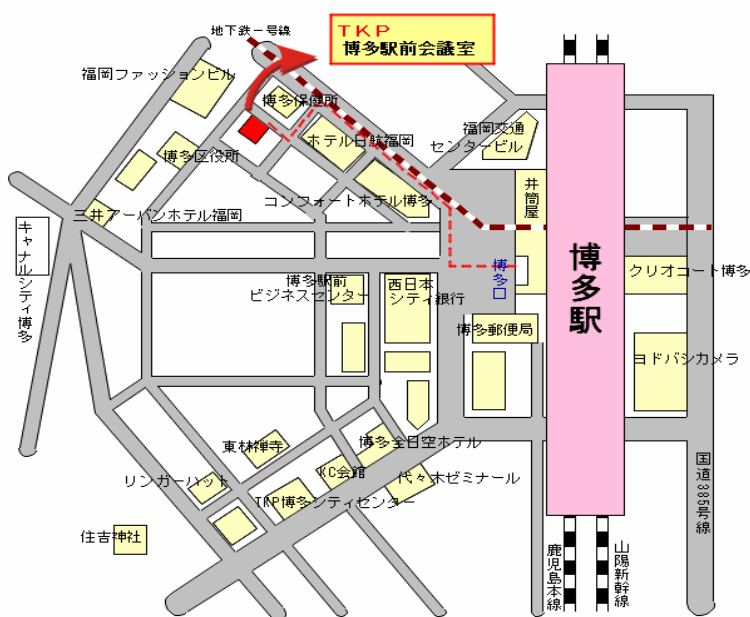 地下鉄一号線
TKP
博多駅前会議室
福岡ファッションビル
博多保健所
福岡交通
センタービル
ホテル日航福岡
博多区役所
井筒屋
コンフォートホテル博多
三井アーバンホテル福岡
キャナルシティ博多
博多駅
博多口
クリオコート博多
博多駅前
ビジネスセンター
西日本
シティ銀行
博多郵便局
ヨドバシカメラ
東林禅寺
博多全日空ホテル
KC会館
代々木ゼミナール
リンガーハット
TKP博多シティセンター
国道385号線
住吉神社
鹿児島本線
山陽新幹線